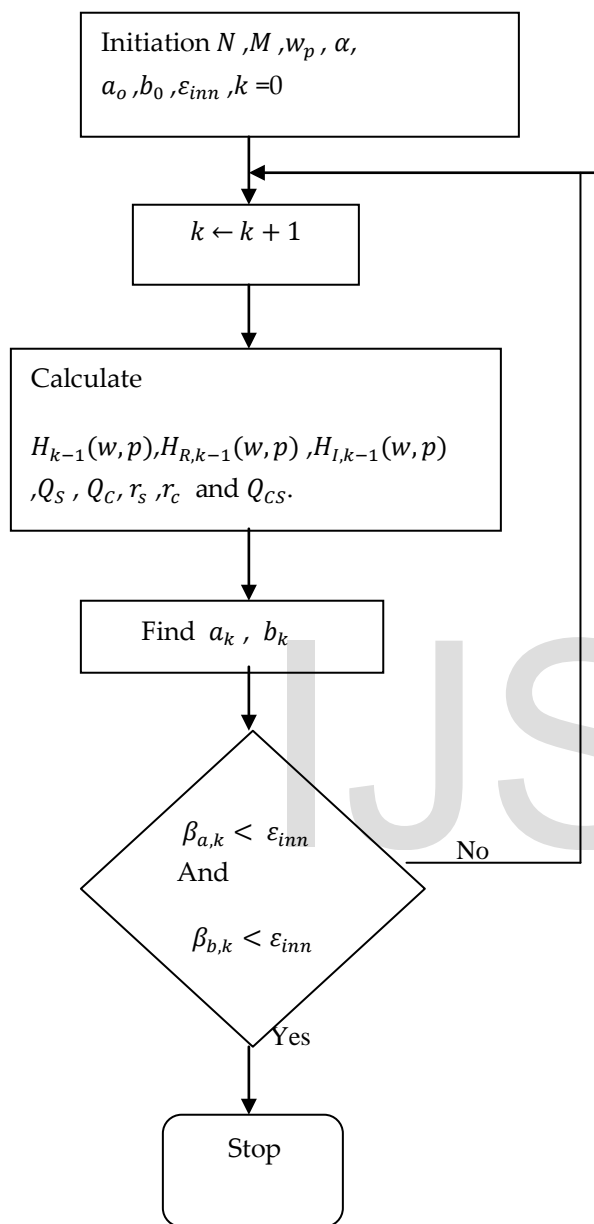 Initiation N ,M ,w_p , α,
a_o ,b_0 ,ε_inn ,k =0
k ← k + 1
Calculate
H_{k−1}(w, p),H_{R,k−1}(w, p) ,H_{I,k−1}(w, p)
,Q_S , Q_C, r_s ,r_c and Q_CS.
Find a_k , b_k
β_{a,k} < ε_inn
And
β_{b,k} < ε_inn
No
Yes
Stop
IJS